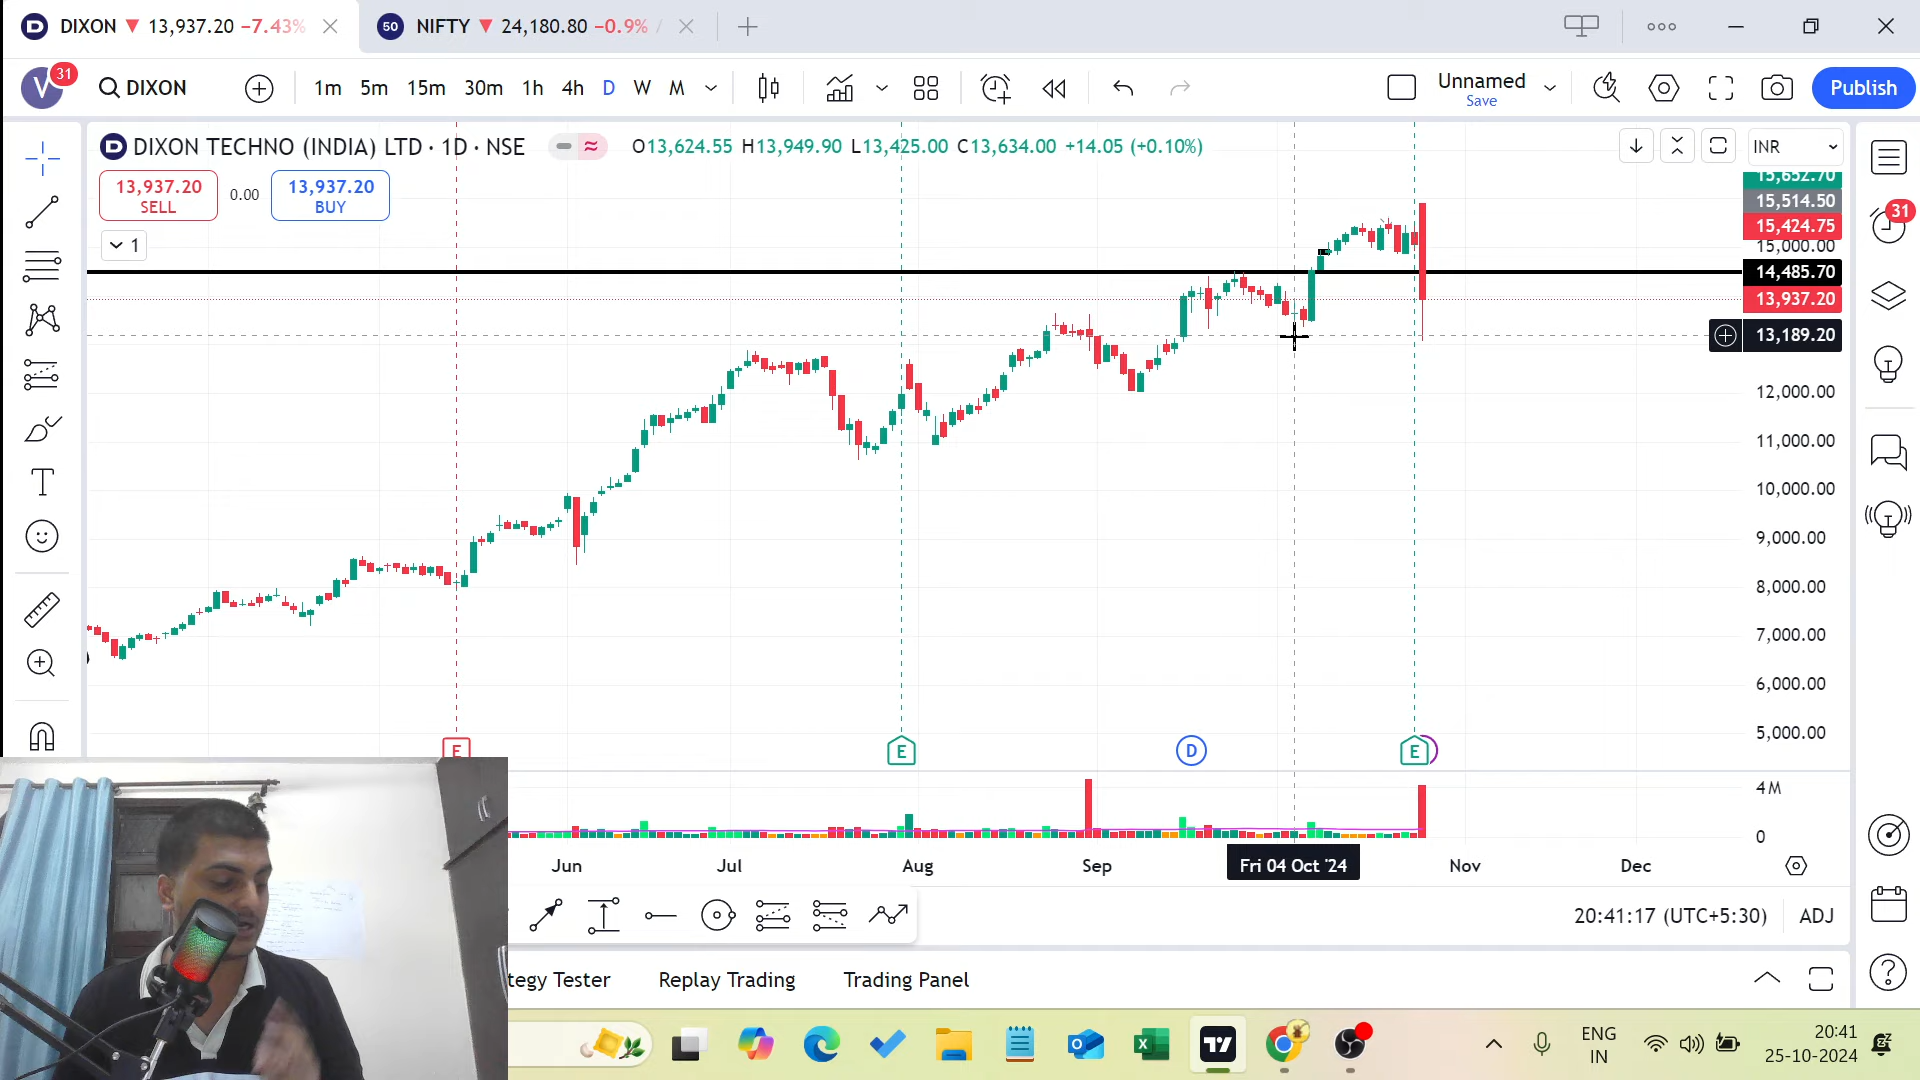 DIXON 13,937.20 −7.43%
50 NIFTY 24,180.80 −0.9% /
V 31 DIXON 1m 5m 15m 30m 1h 4h D W M Unnamed Save Publish
DIXON TECHNO (INDIA) LTD · 1D · NSE O13,624.55 H13,949.90 L13,425.00 C13,634.00 +14.05 (+0.10%) INR
13,937.20 SELL 0.00 13,937.20 BUY
1
15,652.70
15,514.50
15,424.75
15,000.00
14,485.70
13,937.20
13,189.20
12,000.00
11,000.00
10,000.00
9,000.00
8,000.00
7,000.00
6,000.00
5,000.00
31
E E D E
4M
0
Jun Jul Aug Sep Fri 04 Oct '24 Nov Dec
20:41:17 (UTC+5:30) ADJ
tegy Tester Replay Trading Trading Panel
ENG
IN
20:41
25-10-2024